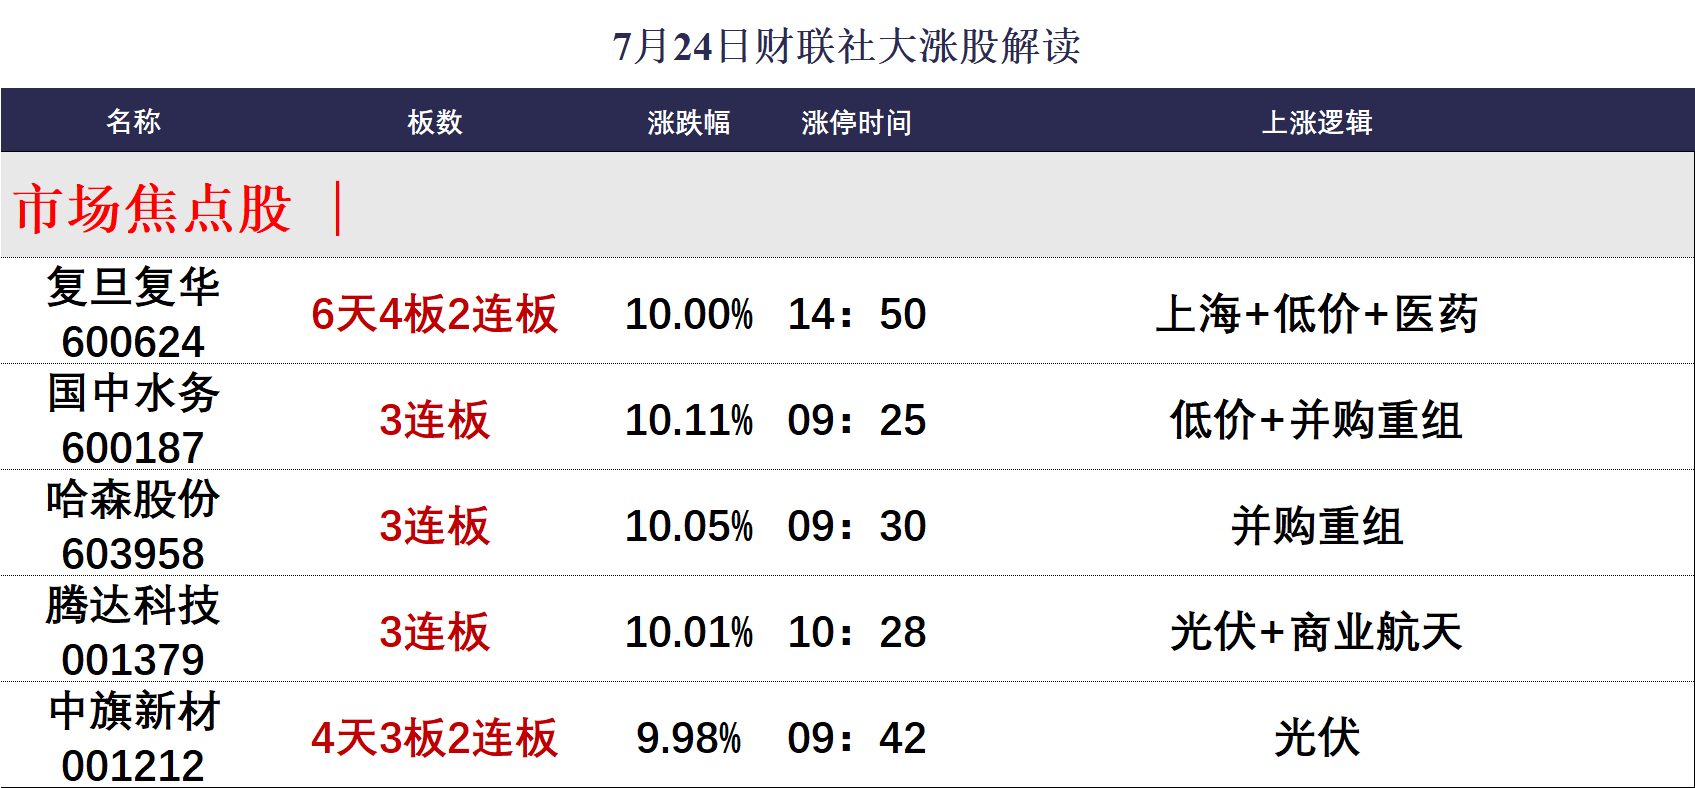 7月24日财联社大涨股解读
名称 板数 涨跌幅 涨停时间 上涨逻辑
市场焦点股 |
复旦复华
600624
6天4板2连板 10.00% 14：50 上海+低价+医药
国中水务
600187
3连板 10.11% 09：25 低价+并购重组
哈森股份
603958
3连板 10.05% 09：30 并购重组
腾达科技
001379
3连板 10.01% 10：28 光伏+商业航天
中旗新材
001212
4天3板2连板 9.98% 09：42 光伏